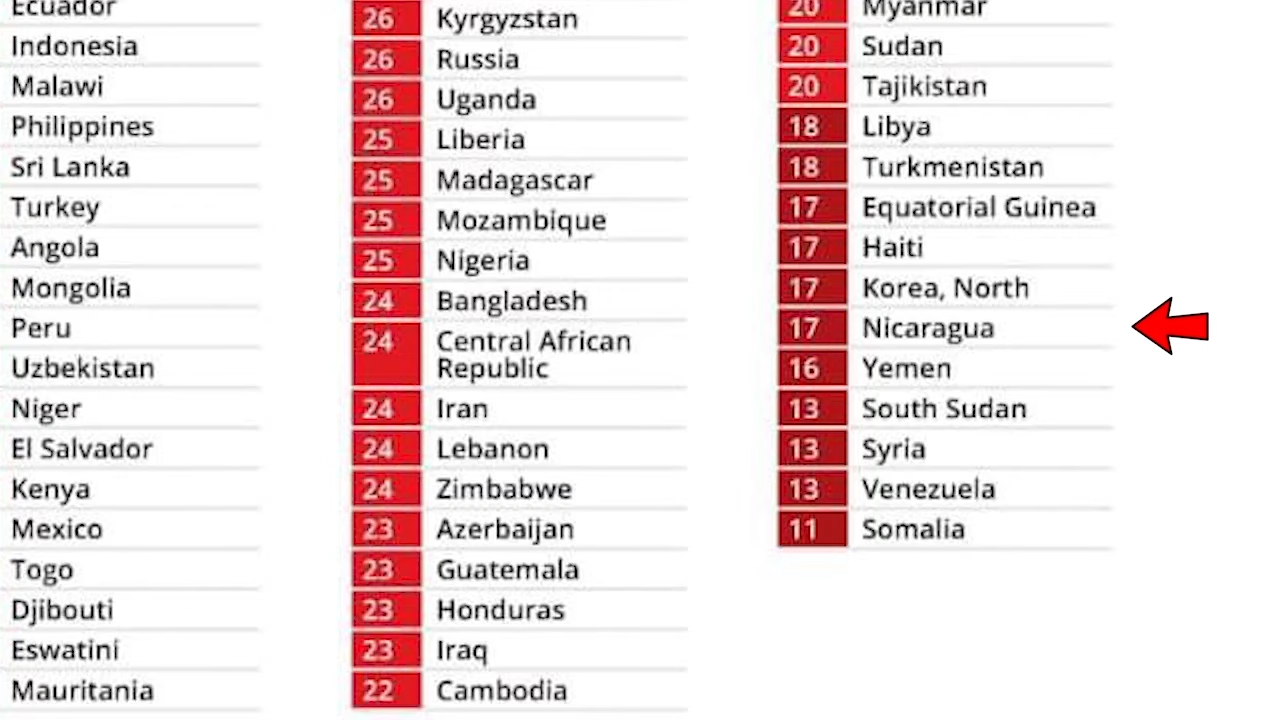 Ecuador
Indonesia
Malawi
Philippines
Sri Lanka
Turkey
Angola
Mongolia
Peru
Uzbekistan
Niger
El Salvador
Kenya
Mexico
Togo
Djibouti
Eswatini
Mauritania
26 Kyrgyzstan
26 Russia
26 Uganda
25 Liberia
25 Madagascar
25 Mozambique
25 Nigeria
24 Bangladesh
24 Central African
Republic
24 Iran
24 Lebanon
24 Zimbabwe
23 Azerbaijan
23 Guatemala
23 Honduras
23 Iraq
22 Cambodia
20 Myanmar
20 Sudan
20 Tajikistan
18 Libya
18 Turkmenistan
17 Equatorial Guinea
17 Haiti
17 Korea, North
17 Nicaragua
16 Yemen
13 South Sudan
13 Syria
13 Venezuela
11 Somalia